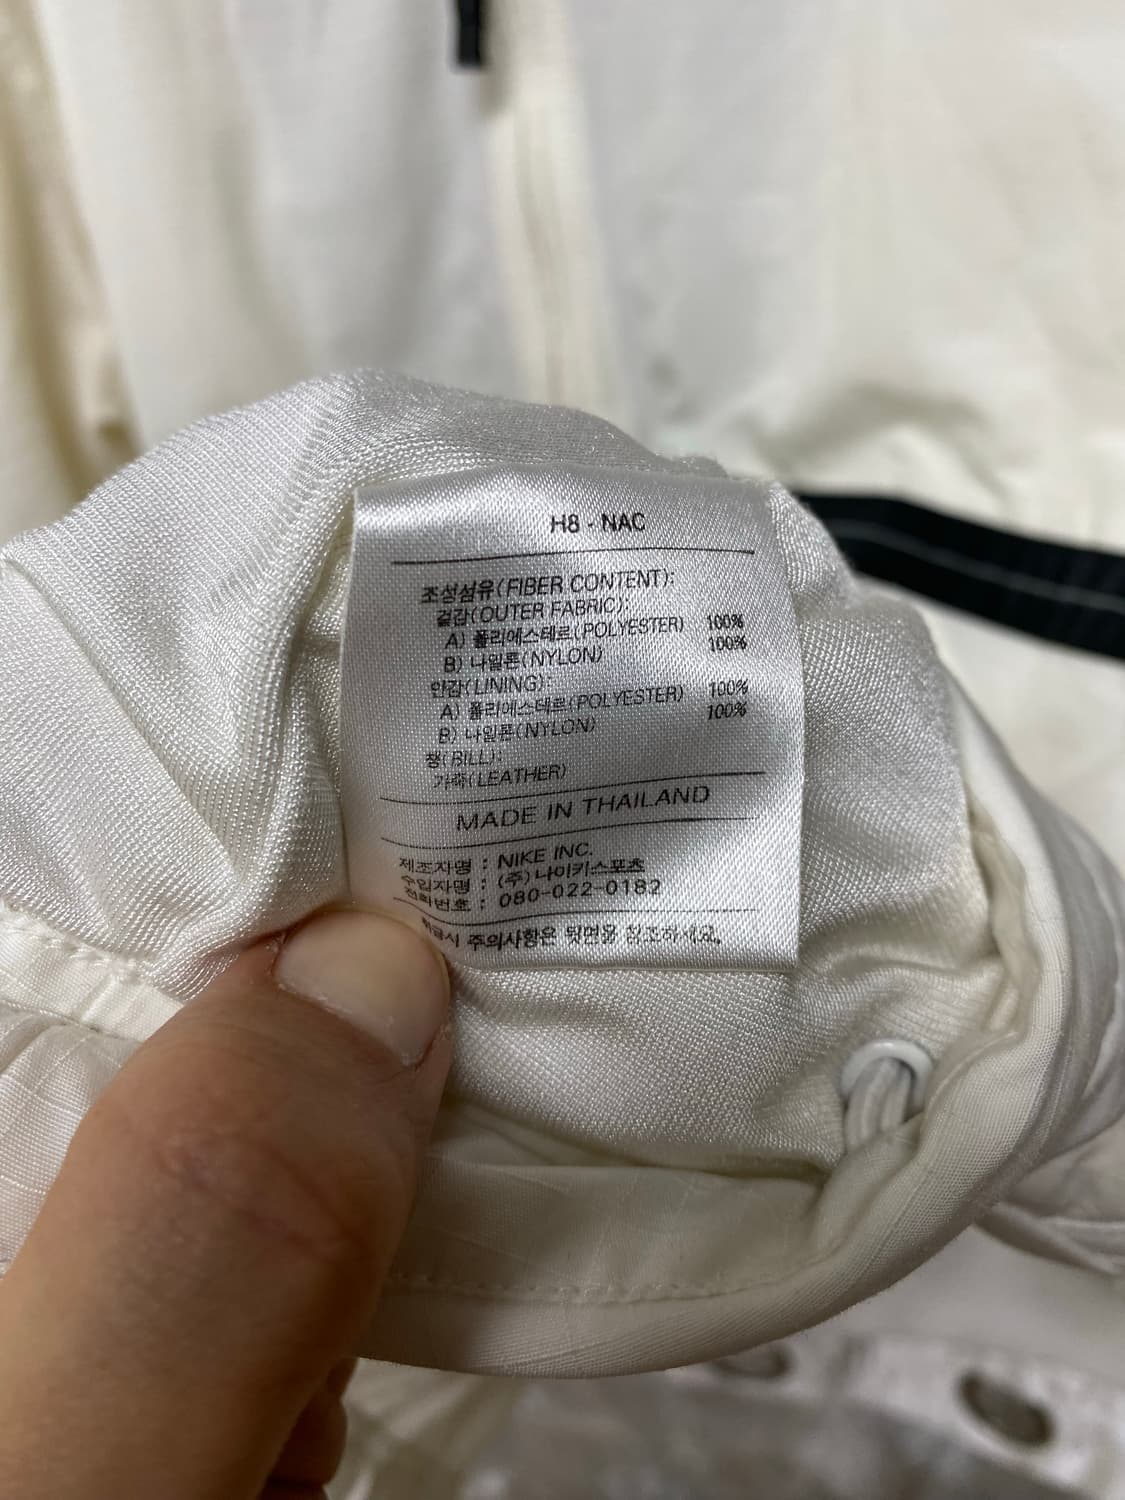 H8 - NAC
조성섬유(FIBER CONTENT):
겉감(OUTER FABRIC):
A) 폴리에스테르(POLYESTER) 100%
B) 나일론(NYLON) 100%
안감(LINING):
A) 폴리에스테르(POLYESTER) 100%
B) 나일론(NYLON) 100%
챙(BILL):
가죽(LEATHER)
MADE IN THAILAND
제조자명 : NIKE INC.
수입자명 : (주)나이키스포츠
전화번호 : 080-022-0182
취급시 주의사항은 뒷면을 참조하세요.